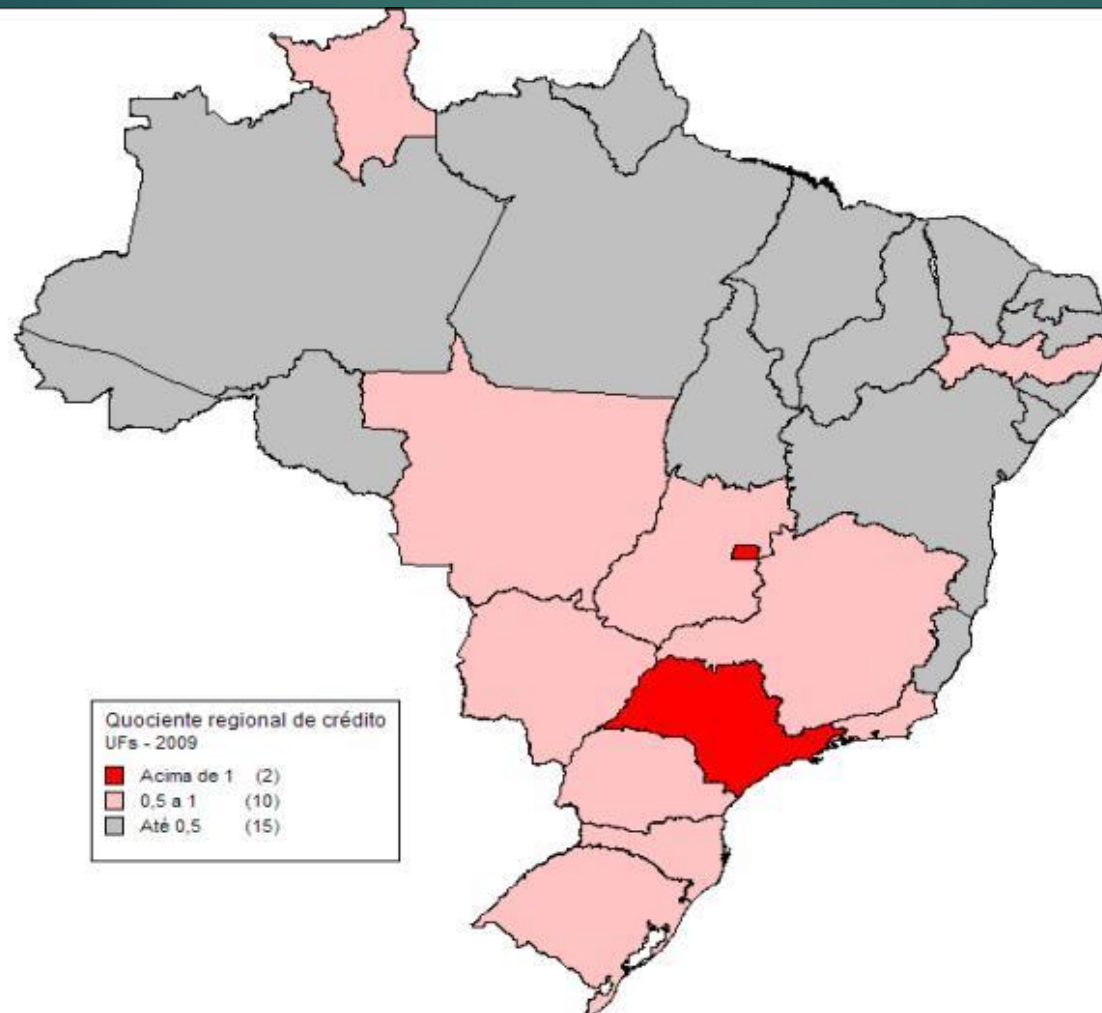 Quociente regional de crédito
UFs - 2009
Acima de 1 (2)
0,5 a 1 (10)
Até 0,5 (15)